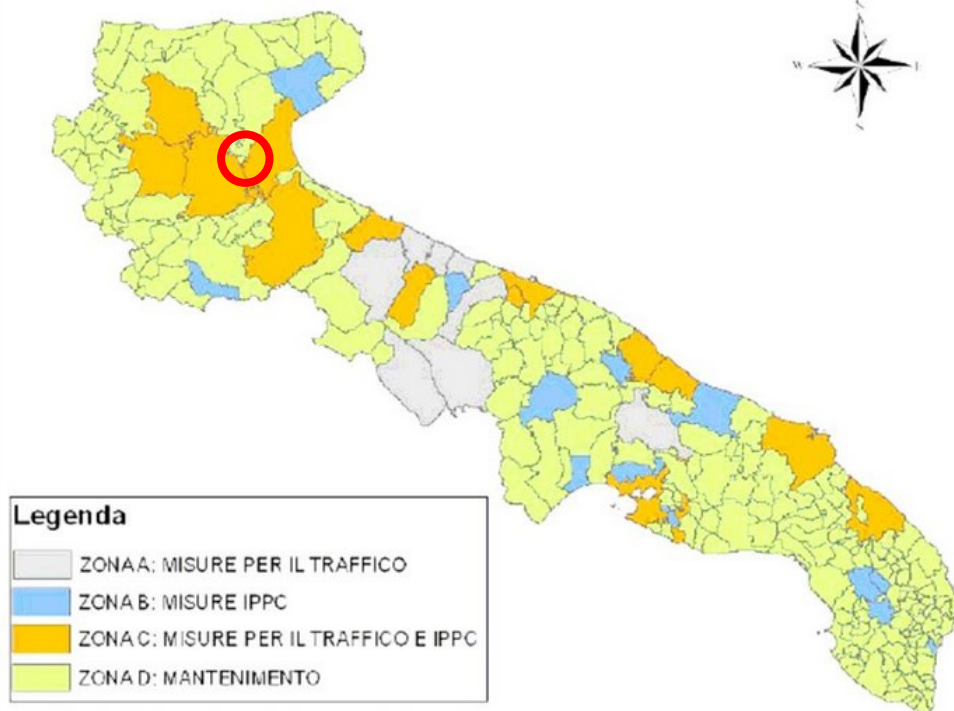 W E
Legenda
ZONA A: MISURE PER IL TRAFFICO
ZONA B: MISURE IPPC
ZONA C: MISURE PER IL TRAFFICO E IPPC
ZONA D: MANTENIMENTO